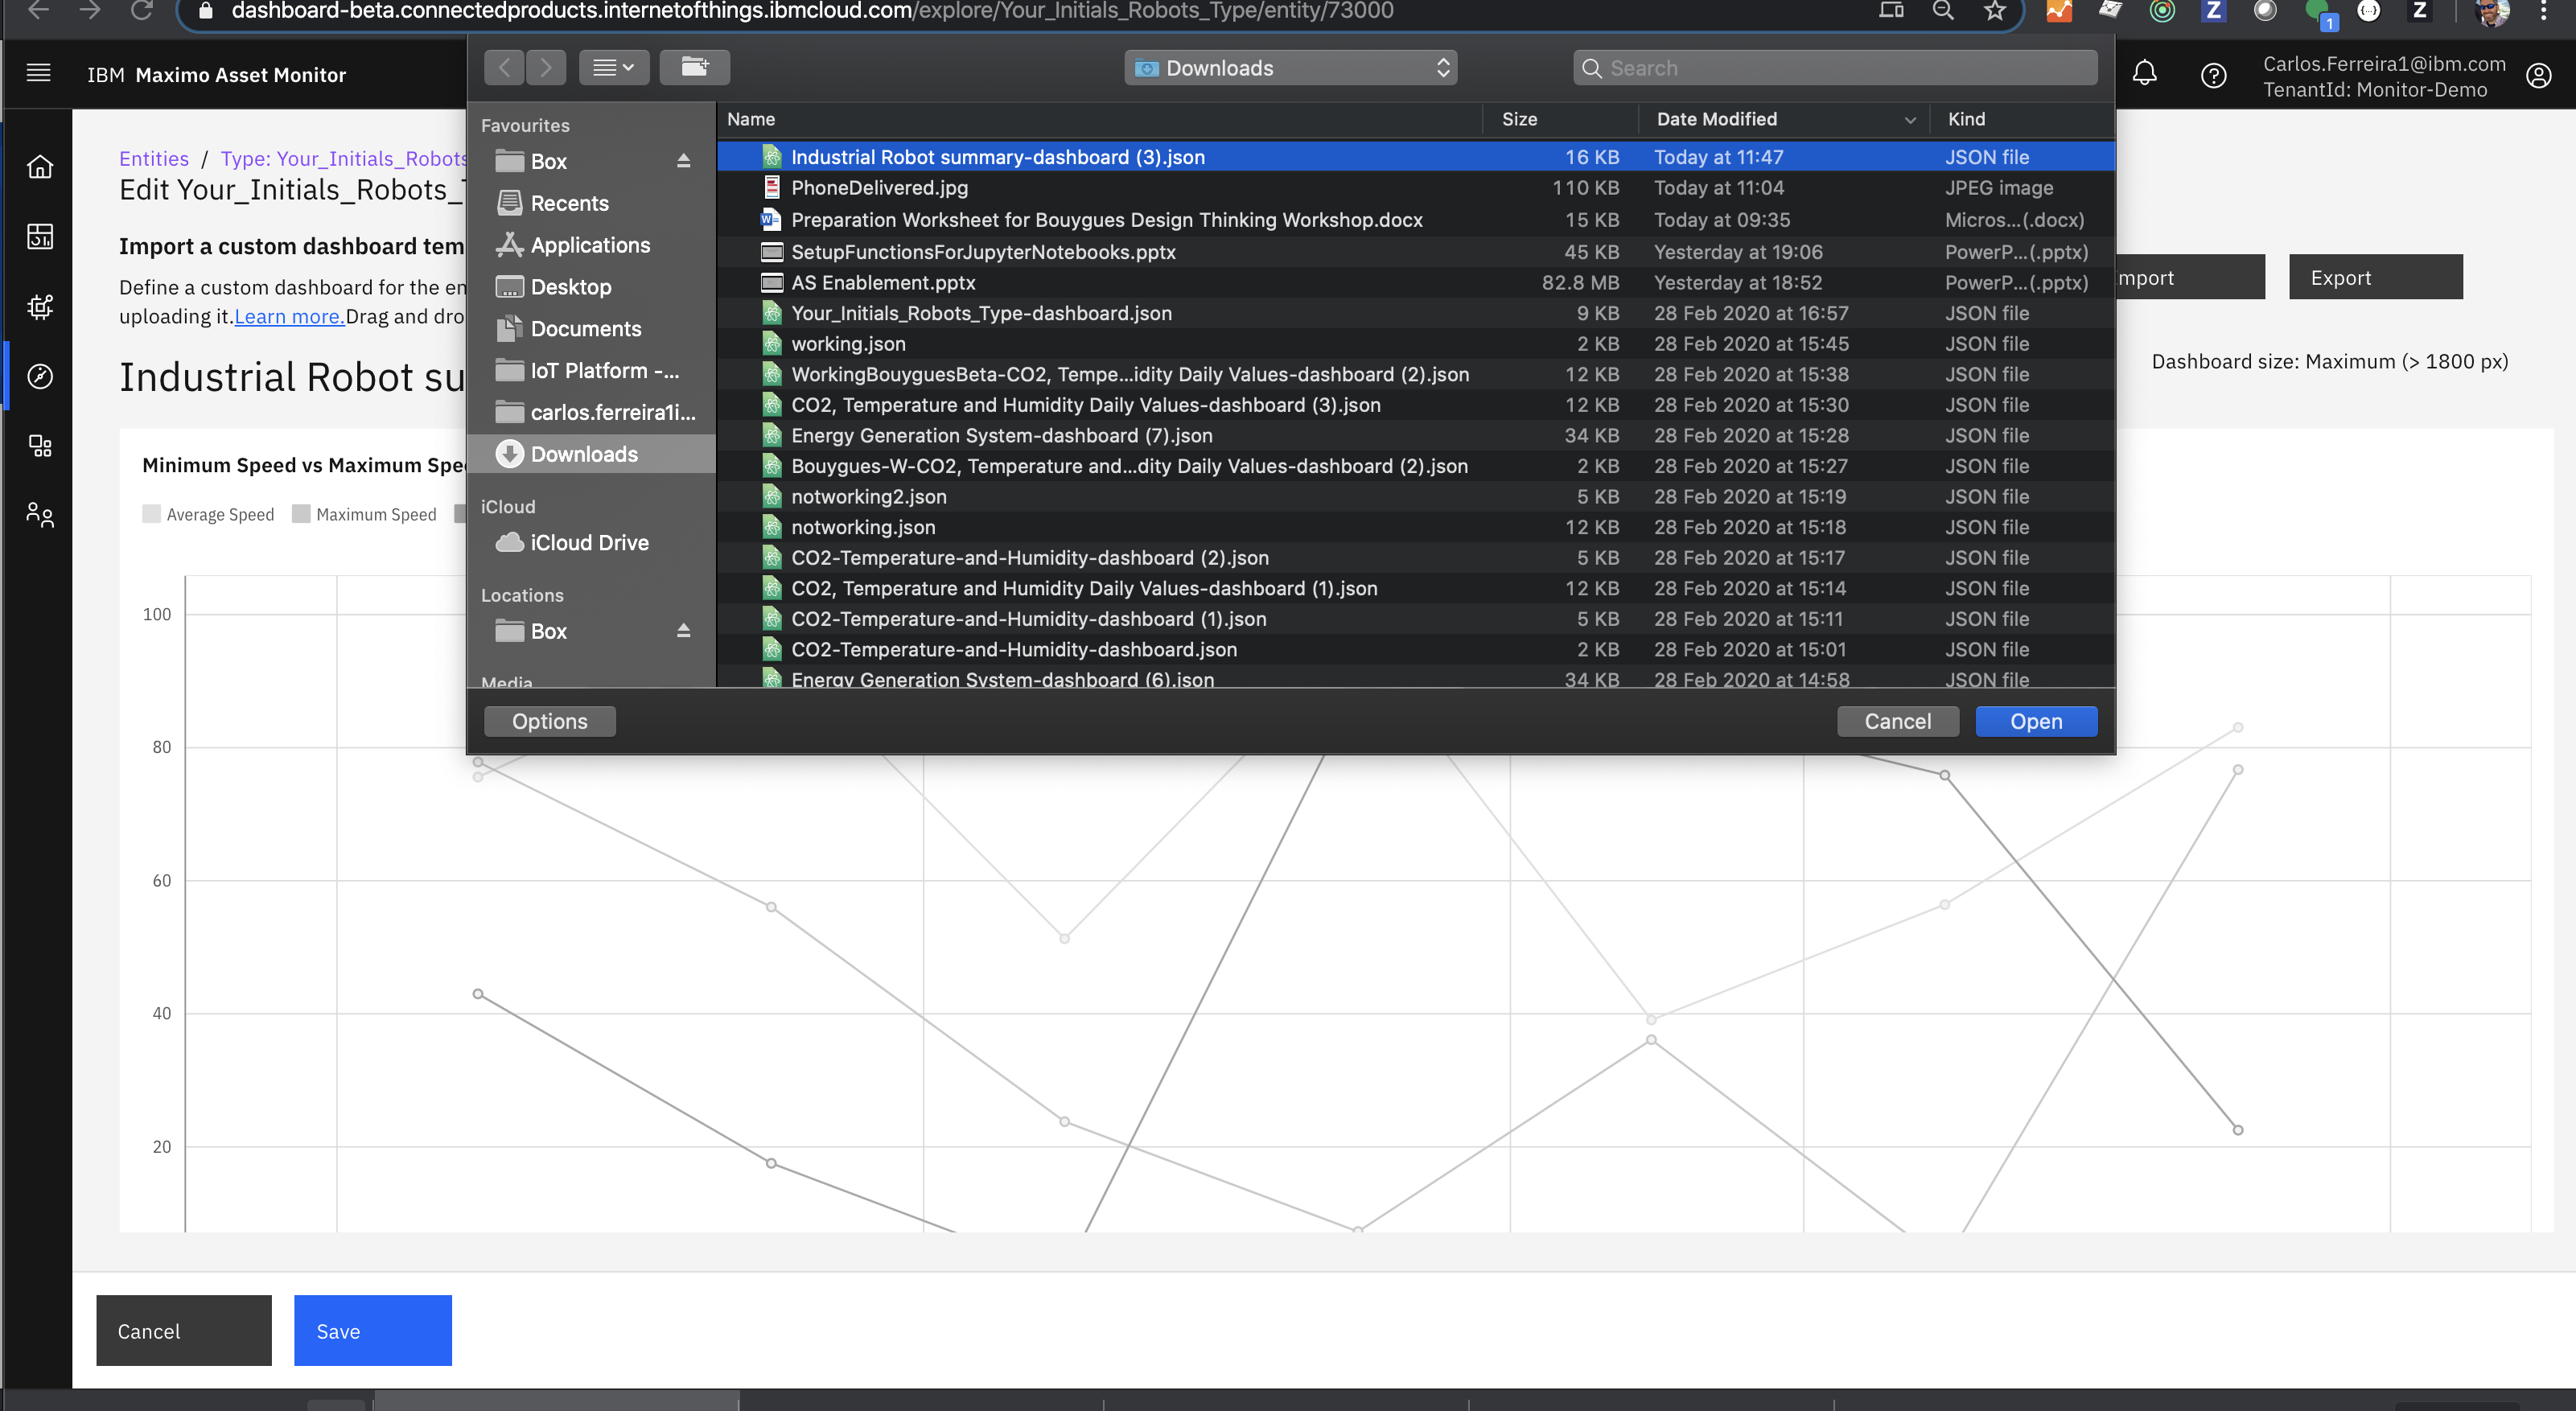 dashboard-beta.connectedproducts.internetofthings.ibmcloud.com/explore/Your_Initials_Robots_Type/entity/73000
1
IBM Maximo Asset Monitor
Carlos.Ferreira1@ibm.com
TenantId: Monitor-Demo
Entities / Type: Your_Initials_Robots
Edit Your_Initials_Robots_
Import a custom dashboard tem
Define a custom dashboard for the en
uploading it.Learn more.Drag and dro
mport
Export
Industrial Robot su
Dashboard size: Maximum (> 1800 px)
Minimum Speed vs Maximum Spe
Average Speed
Maximum Speed
100
80
60
40
20
Cancel
Save
Downloads
Search
Favourites
Box
Recents
Applications
Desktop
Documents
IoT Platform -...
carlos.ferreira1i...
Downloads
iCloud
iCloud Drive
Locations
Box
Media
Name Size Date Modified Kind
Industrial Robot summary-dashboard (3).json 16 KB Today at 11:47 JSON file
PhoneDelivered.jpg 110 KB Today at 11:04 JPEG image
Preparation Worksheet for Bouygues Design Thinking Workshop.docx 15 KB Today at 09:35 Micros...(.docx)
SetupFunctionsForJupyterNotebooks.pptx 45 KB Yesterday at 19:06 PowerP...(.pptx)
AS Enablement.pptx 82.8 MB Yesterday at 18:52 PowerP...(.pptx)
Your_Initials_Robots_Type-dashboard.json 9 KB 28 Feb 2020 at 16:57 JSON file
working.json 2 KB 28 Feb 2020 at 15:45 JSON file
WorkingBouyguesBeta-CO2, Tempe...idity Daily Values-dashboard (2).json 12 KB 28 Feb 2020 at 15:38 JSON file
CO2, Temperature and Humidity Daily Values-dashboard (3).json 12 KB 28 Feb 2020 at 15:30 JSON file
Energy Generation System-dashboard (7).json 34 KB 28 Feb 2020 at 15:28 JSON file
Bouygues-W-CO2, Temperature and...dity Daily Values-dashboard (2).json 2 KB 28 Feb 2020 at 15:27 JSON file
notworking2.json 5 KB 28 Feb 2020 at 15:19 JSON file
notworking.json 12 KB 28 Feb 2020 at 15:18 JSON file
CO2-Temperature-and-Humidity-dashboard (2).json 5 KB 28 Feb 2020 at 15:17 JSON file
CO2, Temperature and Humidity Daily Values-dashboard (1).json 12 KB 28 Feb 2020 at 15:14 JSON file
CO2-Temperature-and-Humidity-dashboard (1).json 5 KB 28 Feb 2020 at 15:11 JSON file
CO2-Temperature-and-Humidity-dashboard.json 2 KB 28 Feb 2020 at 15:01 JSON file
Energy Generation System-dashboard (6).json 34 KB 28 Feb 2020 at 14:58 JSON file
Options
Cancel
Open